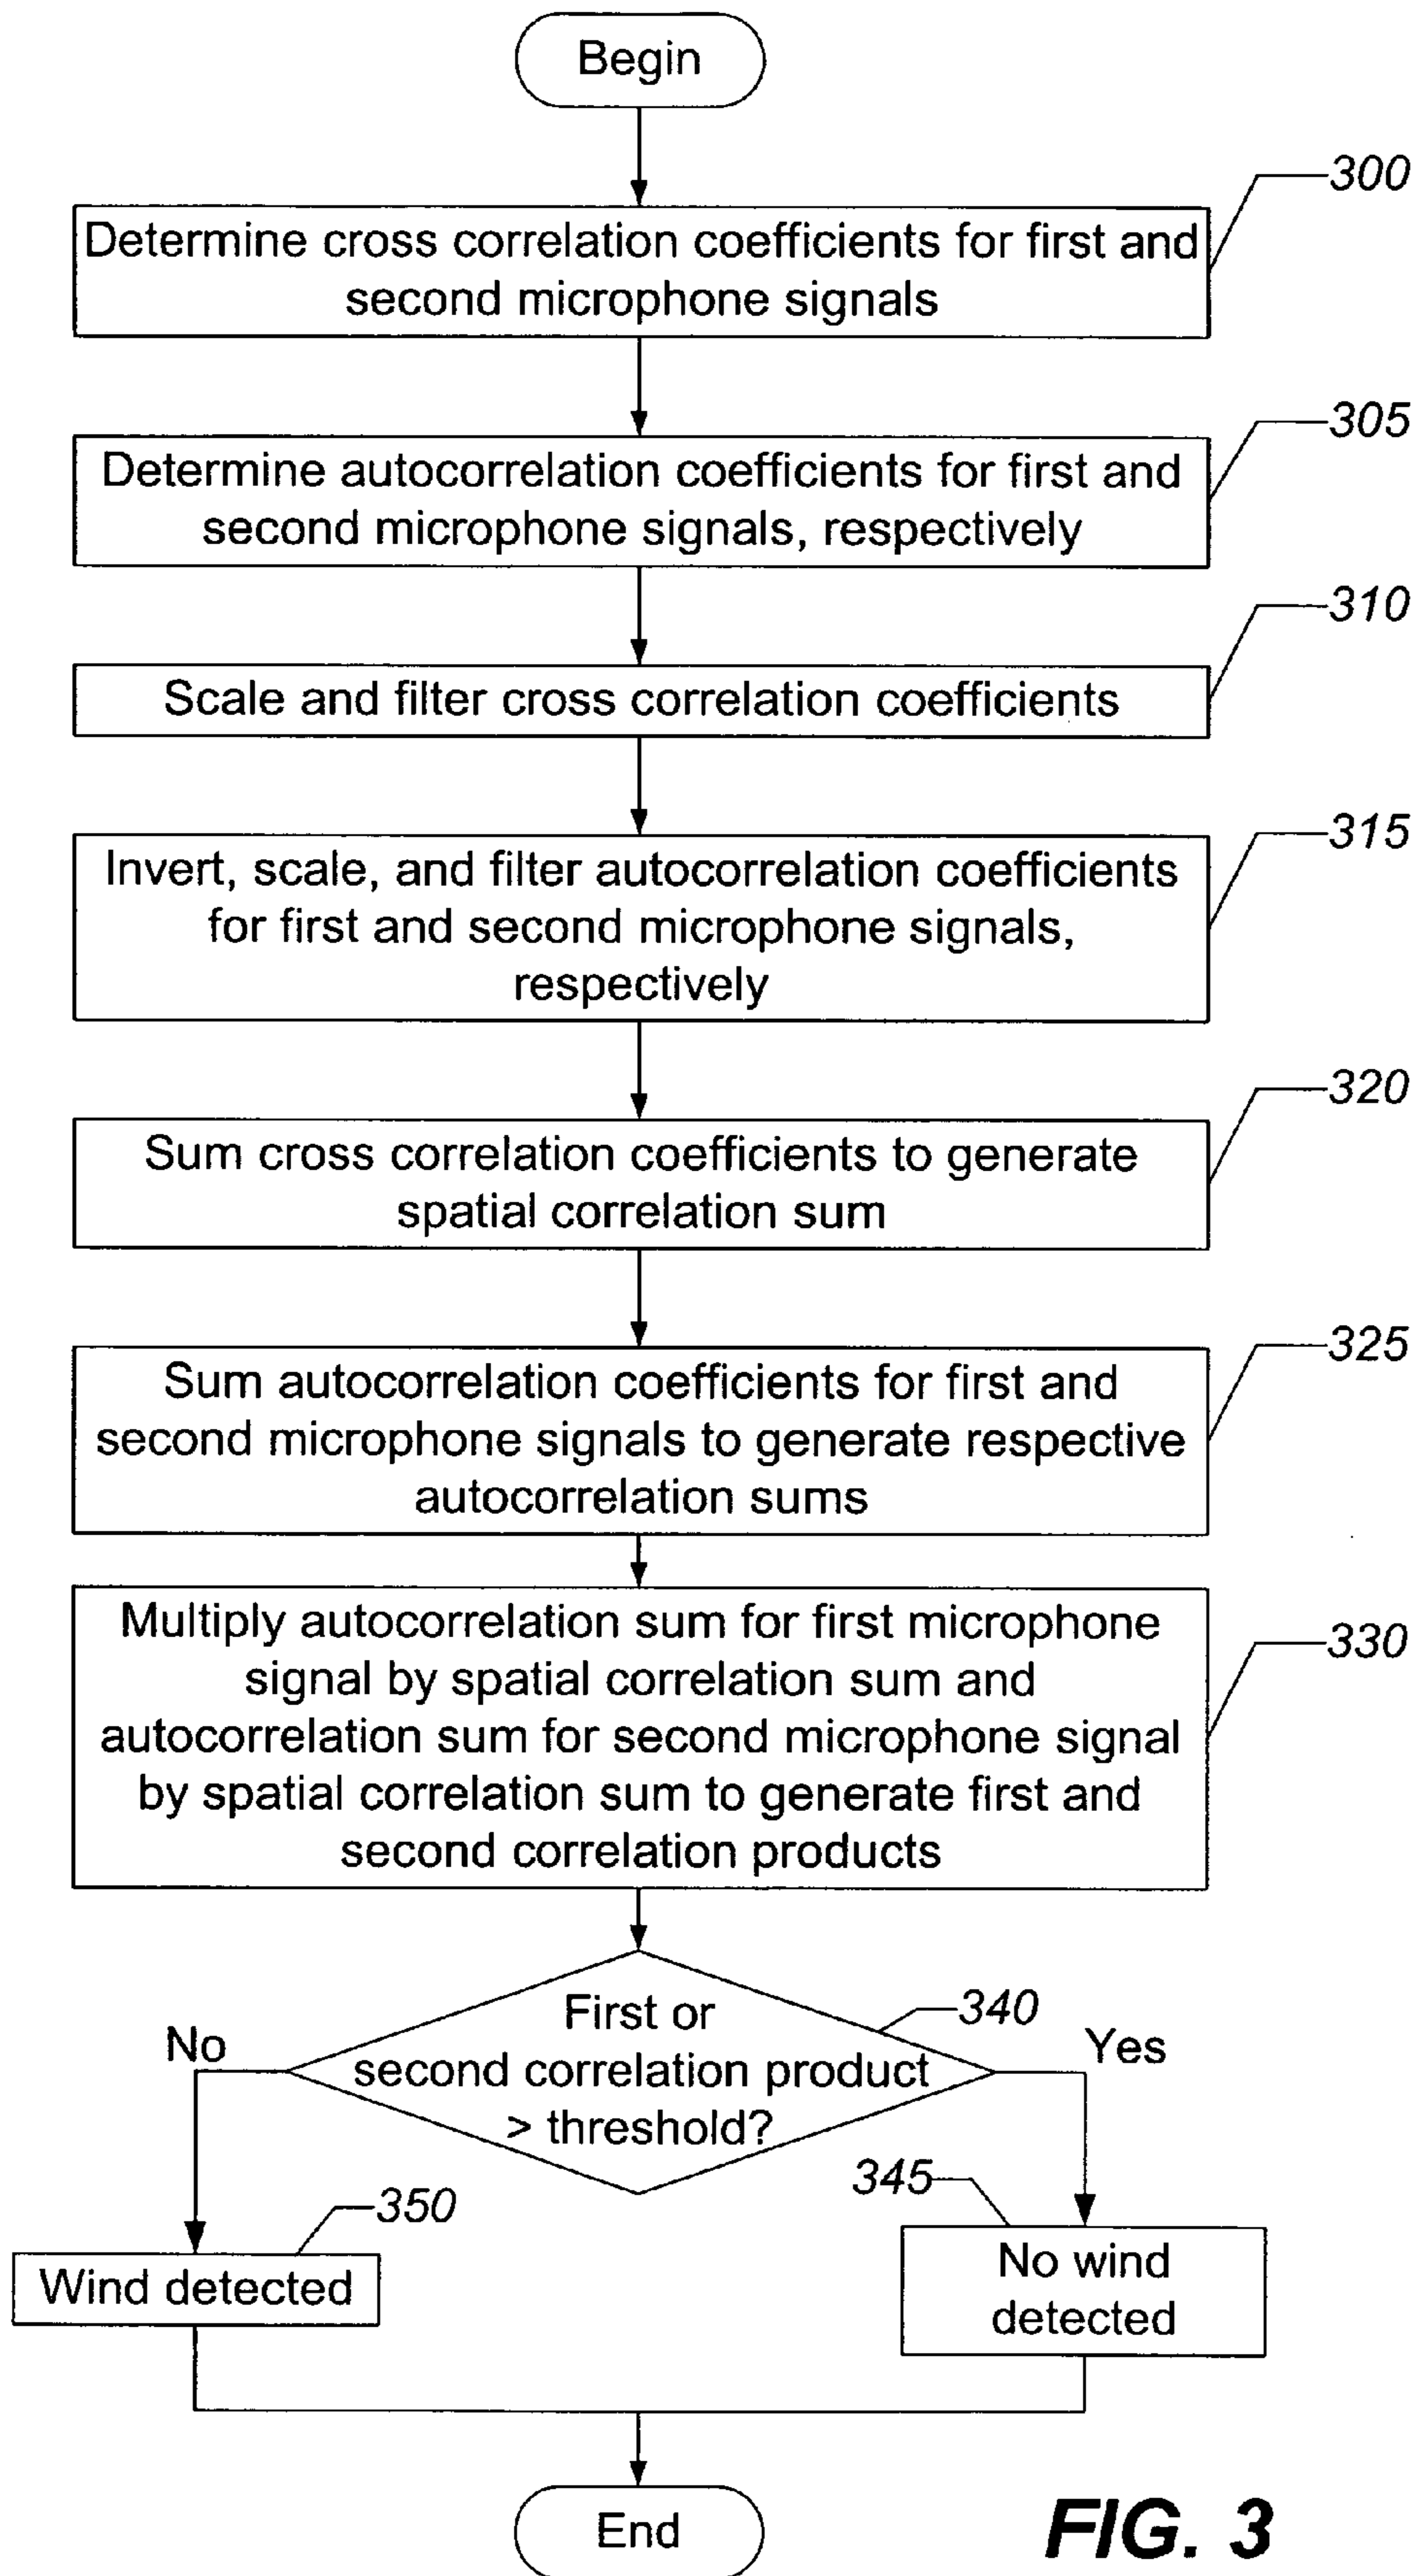 Begin
300
Determine cross correlation coefficients for first and
second microphone signals
305
Determine autocorrelation coefficients for first and
second microphone signals, respectively
310
Scale and filter cross correlation coefficients
315
Invert, scale, and filter autocorrelation coefficients
for first and second microphone signals,
respectively
320
Sum cross correlation coefficients to generate
spatial correlation sum
325
Sum autocorrelation coefficients for first and
second microphone signals to generate respective
autocorrelation sums
330
Multiply autocorrelation sum for first microphone
signal by spatial correlation sum and
autocorrelation sum for second microphone signal
by spatial correlation sum to generate first and
second correlation products
340
First or
second correlation product
> threshold?
No
Yes
350
Wind detected
345
No wind
detected
End
FIG. 3